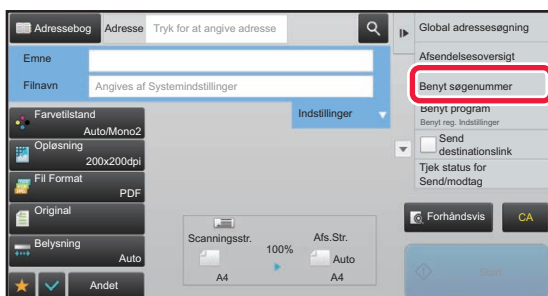 Adressebog
Adresse
Tryk for at angive adresse
Emne
Filnavn
Angives af Systemindstillinger
Indstillinger
Farvetilstand
Auto/Mono2
Opløsning
200x200dpi
Fil Format
PDF
Original
Belysning
Auto
Andet
Scanningsstr.
A4
100%
Afs.Str.
Auto
A4
Global adressesøgning
Afsendelsesoversigt
Benyt søgenummer
Benyt program
Benyt reg. Indstillinger
Send
destinationslink
Tjek status for
Send/modtag
Forhåndsvis
CA
Start